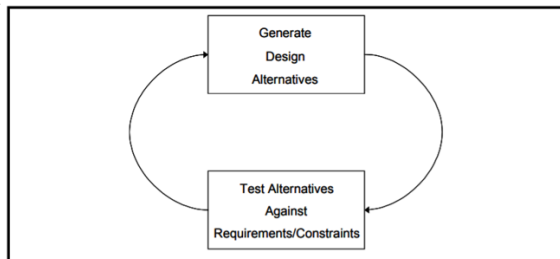 Generate
Design
Alternatives
Test Alternatives
Against
Requirements/Constraints